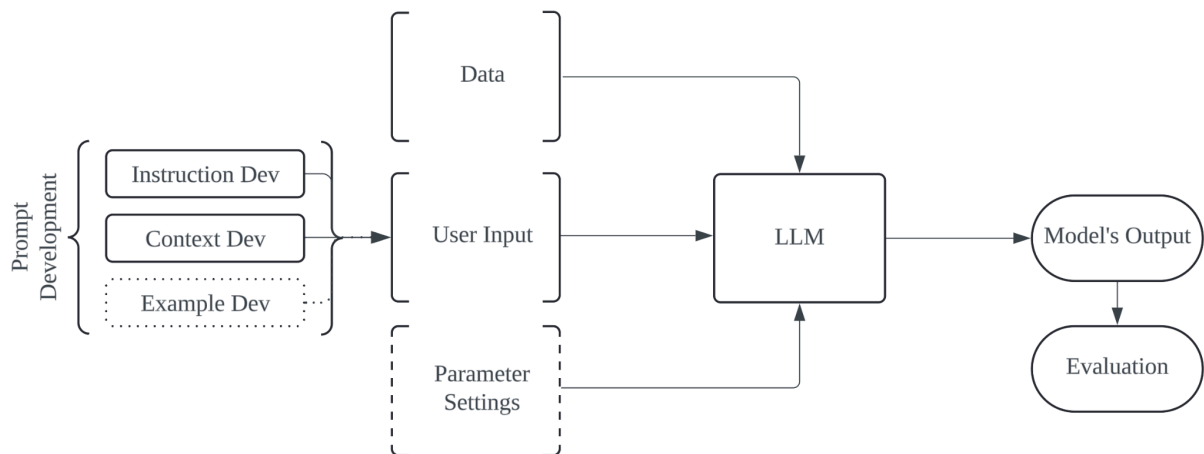 Prompt
Development
Instruction Dev
Context Dev
Example Dev
Data
User Input
Parameter
Settings
LLM
Model's Output
Evaluation